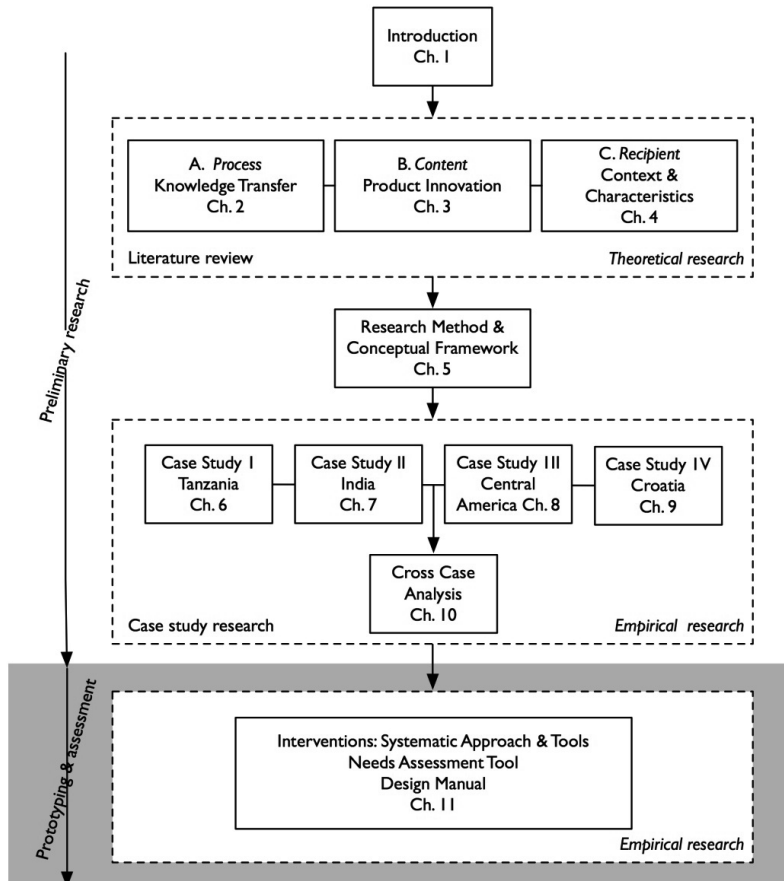 Introduction
Ch. 1
A. Process
Knowledge Transfer
Ch. 2
B. Content
Product Innovation
Ch. 3
C. Recipient
Context &
Characteristics
Ch. 4
Literature review
Theoretical research
Research Method &
Conceptual Framework
Ch. 5
Preliminary research
Case Study I
Tanzania
Ch. 6
Case Study II
India
Ch. 7
Case Study III
Central
America Ch. 8
Case Study IV
Croatia
Ch. 9
Cross Case
Analysis
Ch. 10
Case study research
Empirical research
Prototyping & assessment
Interventions: Systematic Approach & Tools
Needs Assessment Tool
Design Manual
Ch. 11
Empirical research